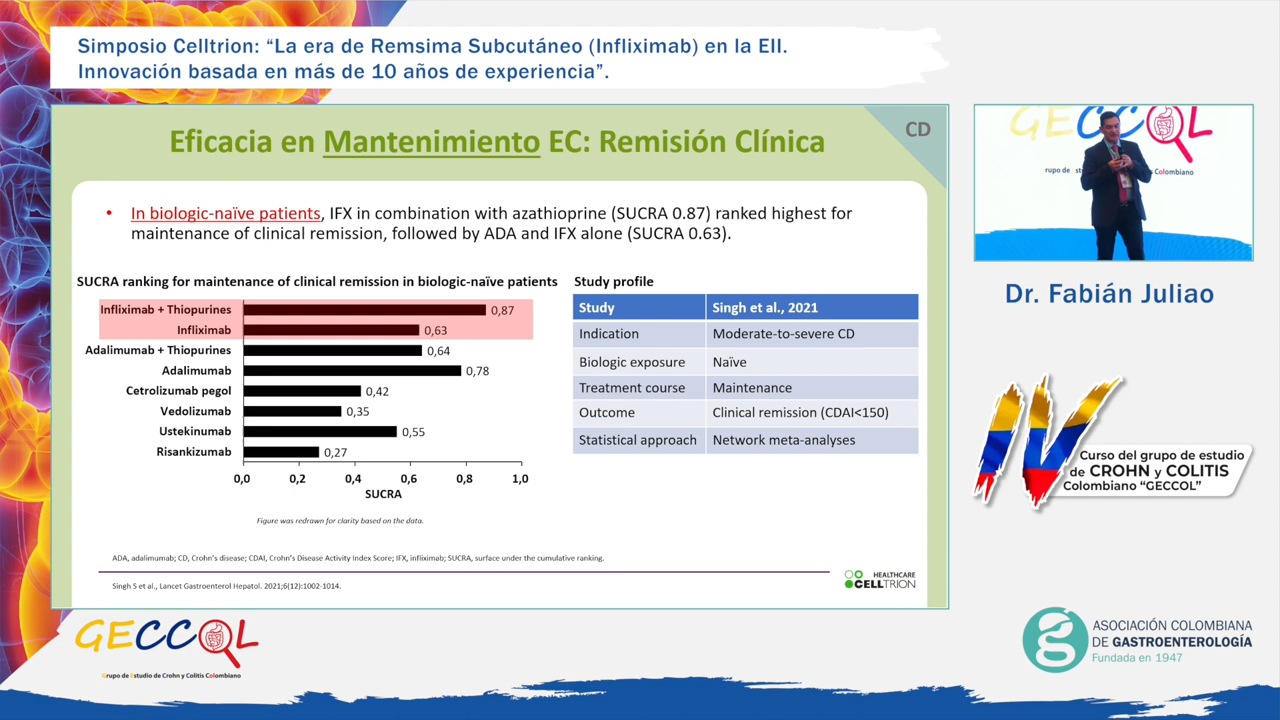 Simposio Celltrion: “La era de Remsima Subcutáneo (Infliximab) en la EII.
Innovación basada en más de 10 años de experiencia”.
Eficacia en Mantenimiento EC: Remisión Clínica
CD
• In biologic-naïve patients, IFX in combination with azathioprine (SUCRA 0.87) ranked highest for
maintenance of clinical remission, followed by ADA and IFX alone (SUCRA 0.63).
SUCRA ranking for maintenance of clinical remission in biologic-naïve patients
Infliximab + Thiopurines 0,87
Infliximab 0,63
Adalimumab + Thiopurines 0,64
Adalimumab 0,78
Cetrolizumab pegol 0,42
Vedolizumab 0,35
Ustekinumab 0,55
Risankizumab 0,27
0,0 0,2 0,4 0,6 0,8 1,0
SUCRA
Figure was redrawn for clarity based on the data.
Study profile
Study Singh et al., 2021
Indication Moderate-to-severe CD
Biologic exposure Naïve
Treatment course Maintenance
Outcome Clinical remission (CDAI<150)
Statistical approach Network meta-analyses
ADA, adalimumab; CD, Crohn's disease; CDAI, Crohn's Disease Activity Index Score; IFX, infliximab; SUCRA, surface under the cumulative ranking.
Singh S et al., Lancet Gastroenterol Hepatol. 2021;6(12):1002-1014.
HEALTHCARE
CELLTRION
GECCOL
Colombiano
Dr. Fabián Juliao
IV
Curso del grupo de estudio
de CROHN y COLITIS
Colombiano “GECCOL”
GECCOL
Grupo de Estudio de Crohn y Colitis Colombiano
ASOCIACIÓN COLOMBIANA
DE GASTROENTEROLOGÍA
Fundada en 1947